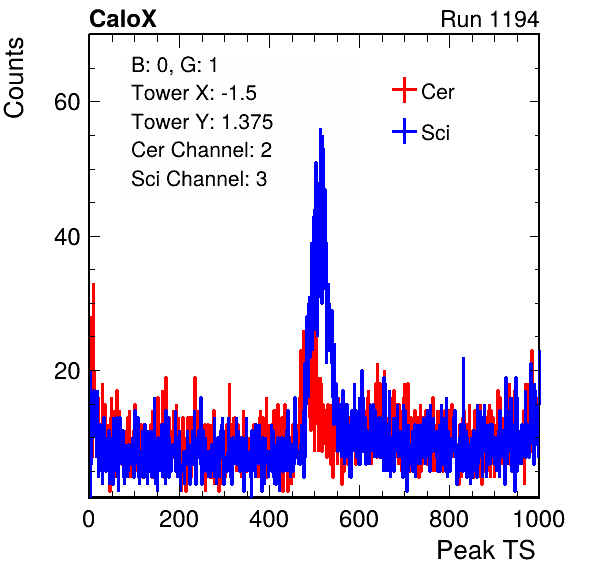 CaloX Run 1194
Counts
B: 0, G: 1
Tower X: -1.5
Tower Y: 1.375
Cer Channel: 2
Sci Channel: 3
Cer
Sci
60
40
20
0 200 400 600 800 1000
Peak TS